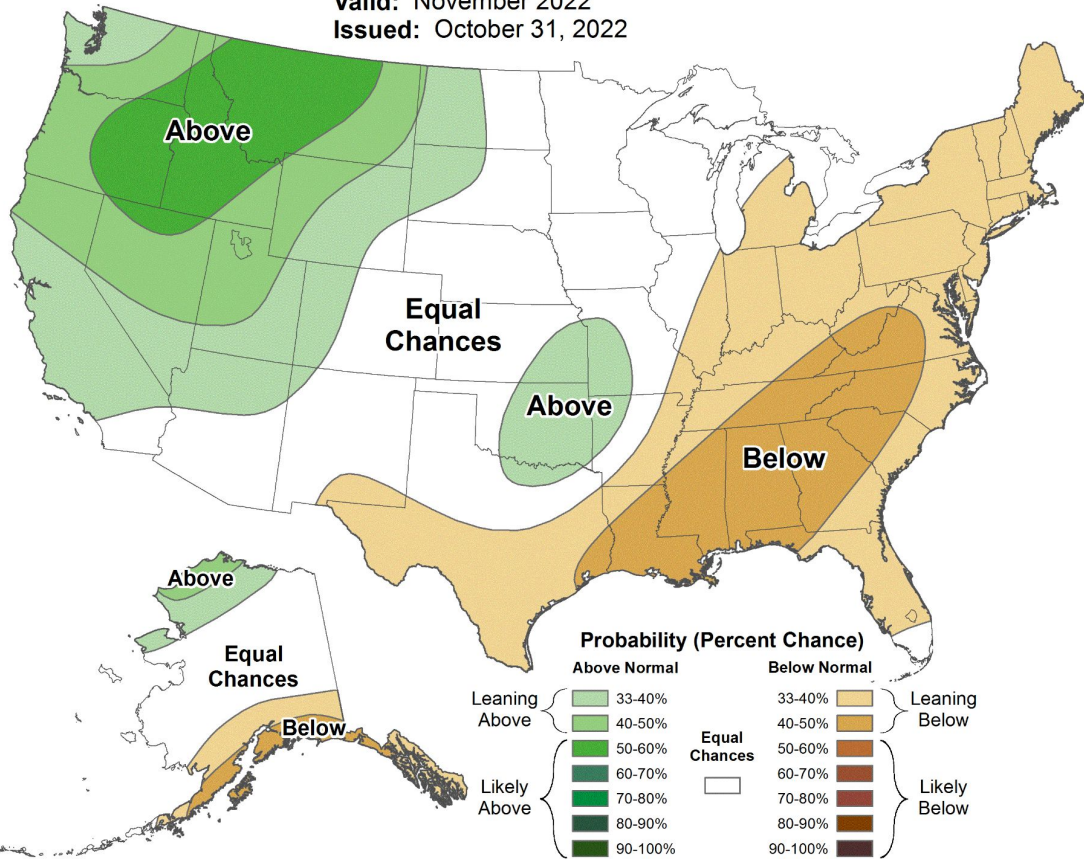 Valid: November 2022
Issued: October 31, 2022
Above
Equal
Chances
Above
Below
Above
Equal
Chances
Below
Probability (Percent Chance)
Above Normal
Below Normal
Leaning
Above
33-40%
40-50%
Likely
Above
50-60%
60-70%
70-80%
80-90%
90-100%
Equal
Chances
33-40%
40-50%
Leaning
Below
50-60%
60-70%
70-80%
80-90%
90-100%
Likely
Below